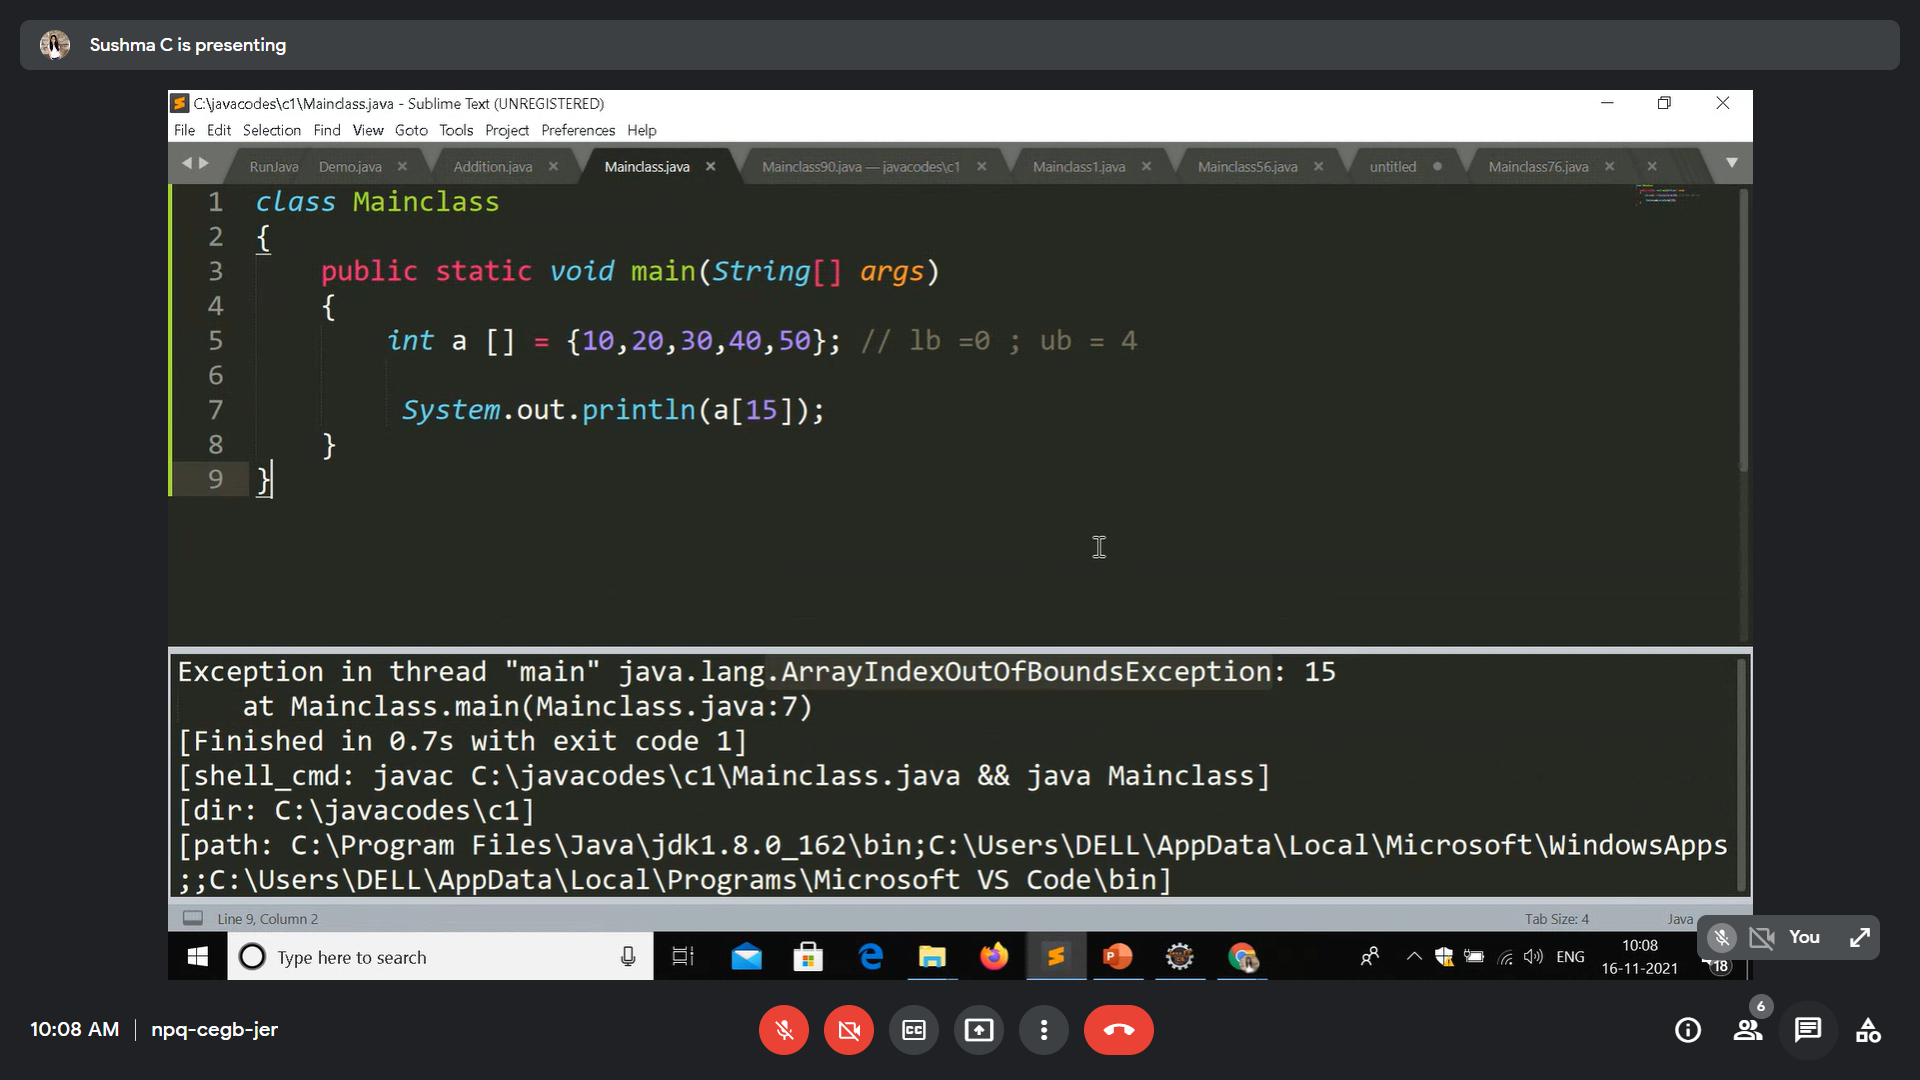 Sushma C is presenting
C:\javacodes\c1\Mainclass.java - Sublime Text (UNREGISTERED)
File Edit Selection Find View Goto Tools Project Preferences Help
RunJava Demo.java Addition.java Mainclass.java Mainclass90.java — javacodes\c1 Mainclass1.java Mainclass56.java untitled Mainclass76.java
1 class Mainclass
2 {
3 public static void main(String[] args)
4 {
5 int a [] = {10,20,30,40,50}; // lb =0 ; ub = 4
6
7 System.out.println(a[15]);
8 }
9 }
Exception in thread "main" java.lang.ArrayIndexOutOfBoundsException: 15
at Mainclass.main(Mainclass.java:7)
[Finished in 0.7s with exit code 1]
[shell_cmd: javac C:\javacodes\c1\Mainclass.java && java Mainclass]
[dir: C:\javacodes\c1]
[path: C:\Program Files\Java\jdk1.8.0_162\bin;C:\Users\DELL\AppData\Local\Microsoft\WindowsApps
;;C:\Users\DELL\AppData\Local\Programs\Microsoft VS Code\bin]
Line 9, Column 2 Tab Size: 4 Java
You
Type here to search
ENG
10:08
16-11-2021
18
10:08 AM | npq-cegb-jer
CC
6